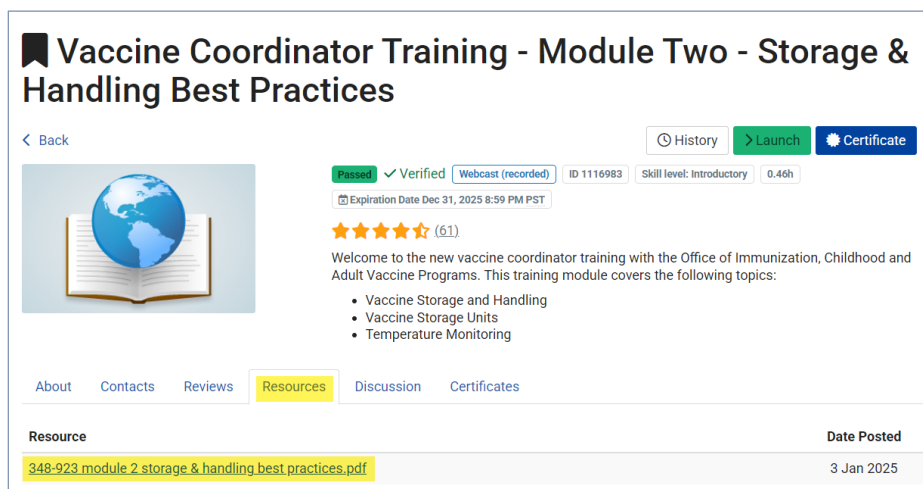 Vaccine Coordinator Training - Module Two - Storage &
Handling Best Practices
Back
History
Launch
Certificate
Passed
Verified
Webcast (recorded)
ID 1116983
Skill level: Introductory
0.46h
Expiration Date Dec 31, 2025 8:59 PM PST
(61)
Welcome to the new vaccine coordinator training with the Office of Immunization, Childhood and
Adult Vaccine Programs. This training module covers the following topics:
• Vaccine Storage and Handling
• Vaccine Storage Units
• Temperature Monitoring
About
Contacts
Reviews
Resources
Discussion
Certificates
Resource
Date Posted
348-923 module 2 storage & handling best practices.pdf
3 Jan 2025